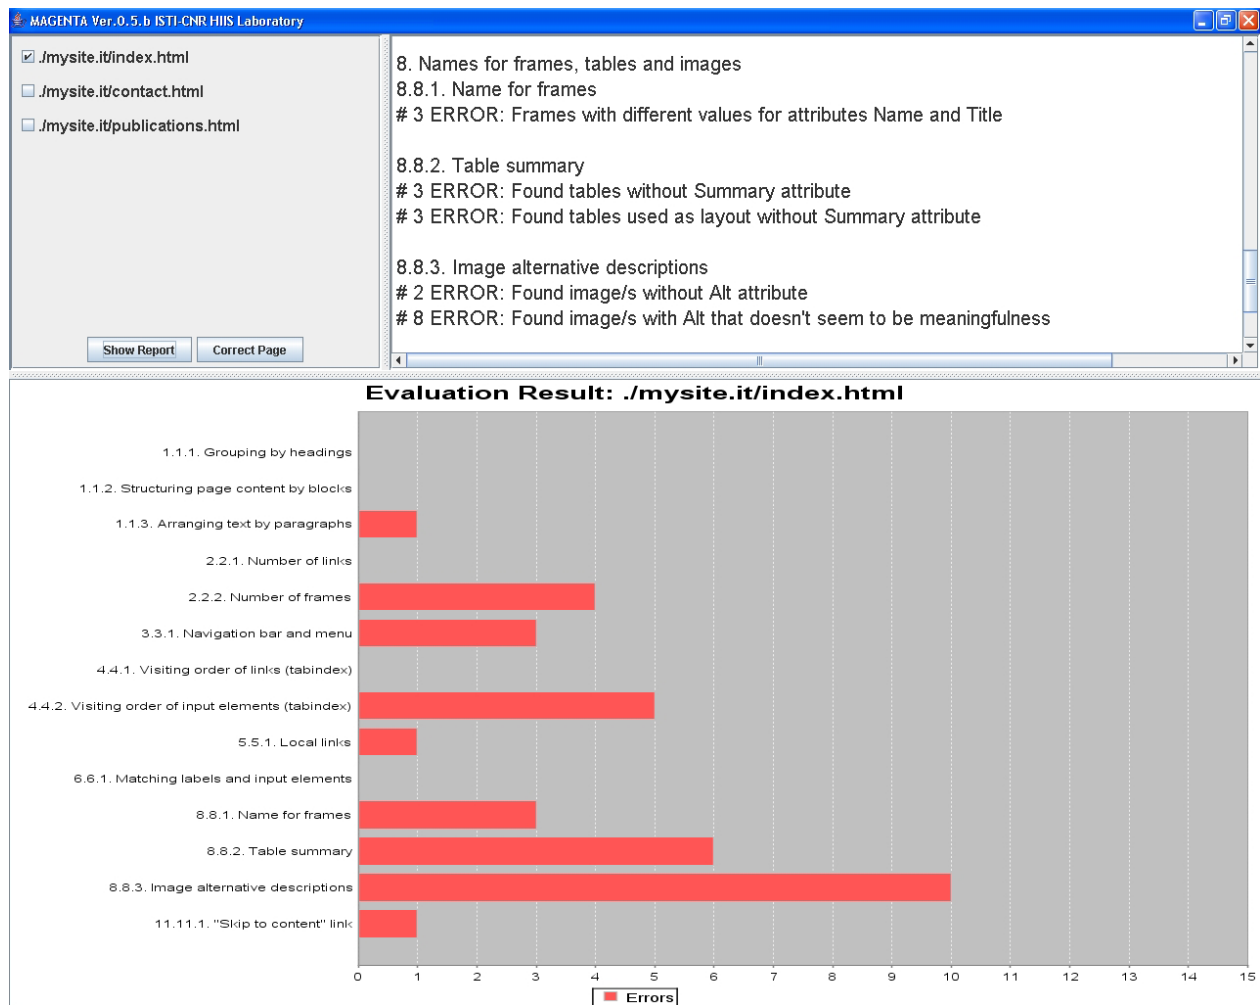 MAGENTA Ver.0.5.b ISTI-CNR HIIS Laboratory
./mysite.it/index.html
./mysite.it/contact.html
./mysite.it/publications.html
Show Report
Correct Page
8. Names for frames, tables and images
8.8.1. Name for frames
# 3 ERROR: Frames with different values for attributes Name and Title
8.8.2. Table summary
# 3 ERROR: Found tables without Summary attribute
# 3 ERROR: Found tables used as layout without Summary attribute
8.8.3. Image alternative descriptions
# 2 ERROR: Found image/s without Alt attribute
# 8 ERROR: Found image/s with Alt that doesn't seem to be meaningfulness
Evaluation Result: ./mysite.it/index.html
1.1.1. Grouping by headings
1.1.2. Structuring page content by blocks
1.1.3. Arranging text by paragraphs
2.2.1. Number of links
2.2.2. Number of frames
3.3.1. Navigation bar and menu
4.4.1. Visiting order of links (tabindex)
4.4.2. Visiting order of input elements (tabindex)
5.5.1. Local links
6.6.1. Matching labels and input elements
8.8.1. Name for frames
8.8.2. Table summary
8.8.3. Image alternative descriptions
11.11.1. "Skip to content" link
0 1 2 3 4 5 6 7 8 9 10 11 12 13 14 15
Errors